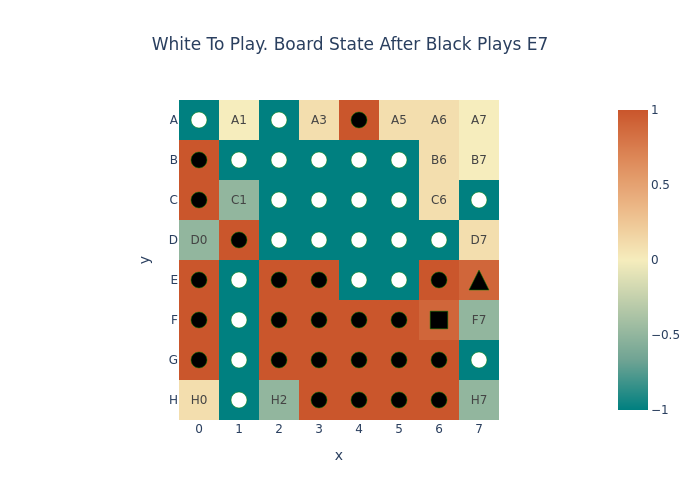 White To Play. Board State After Black Plays E7
A A1 A3 A5 A6 A7
B B6 B7
C C1 C6
D D0 D7
E
F F7
G
H H0 H2 H7
0 1 2 3 4 5 6 7
x
y
1
0.5
0
−0.5
−1